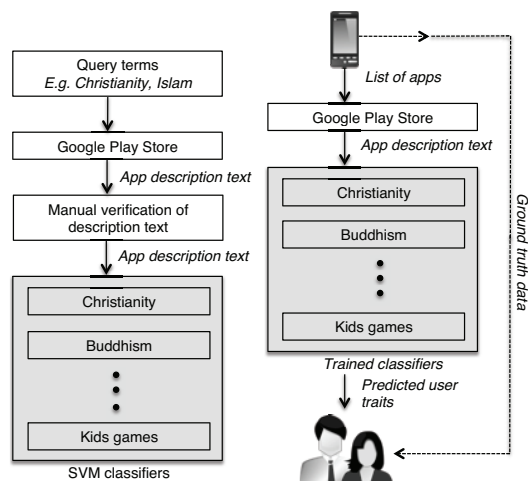 Query terms
E.g. Christianity, Islam
Google Play Store
App description text
Manual verification of
description text
App description text
Christianity
Buddhism
Kids games
SVM classifiers
List of apps
Google Play Store
App description text
Christianity
Buddhism
Kids games
Trained classifiers
Predicted user
traits
Ground truth data